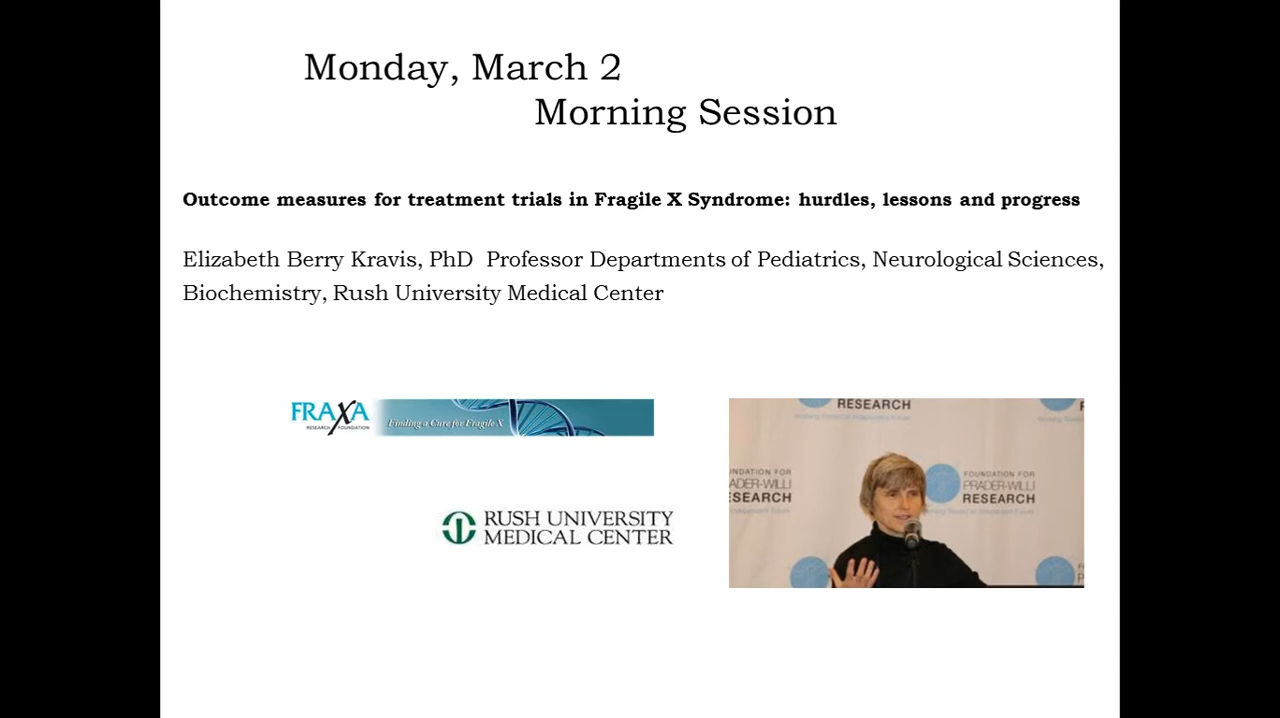 Monday, March 2
Morning Session
Outcome measures for treatment trials in Fragile X Syndrome: hurdles, lessons and progress
Elizabeth Berry Kravis, PhD  Professor Departments of Pediatrics, Neurological Sciences,
Biochemistry, Rush University Medical Center
FRAXA
RESEARCH FOUNDATION
Finding a Cure for Fragile X
RUSH UNIVERSITY
MEDICAL CENTER
RESEARCH
FOUNDATION FOR
PRADER-WILLI
RESEARCH